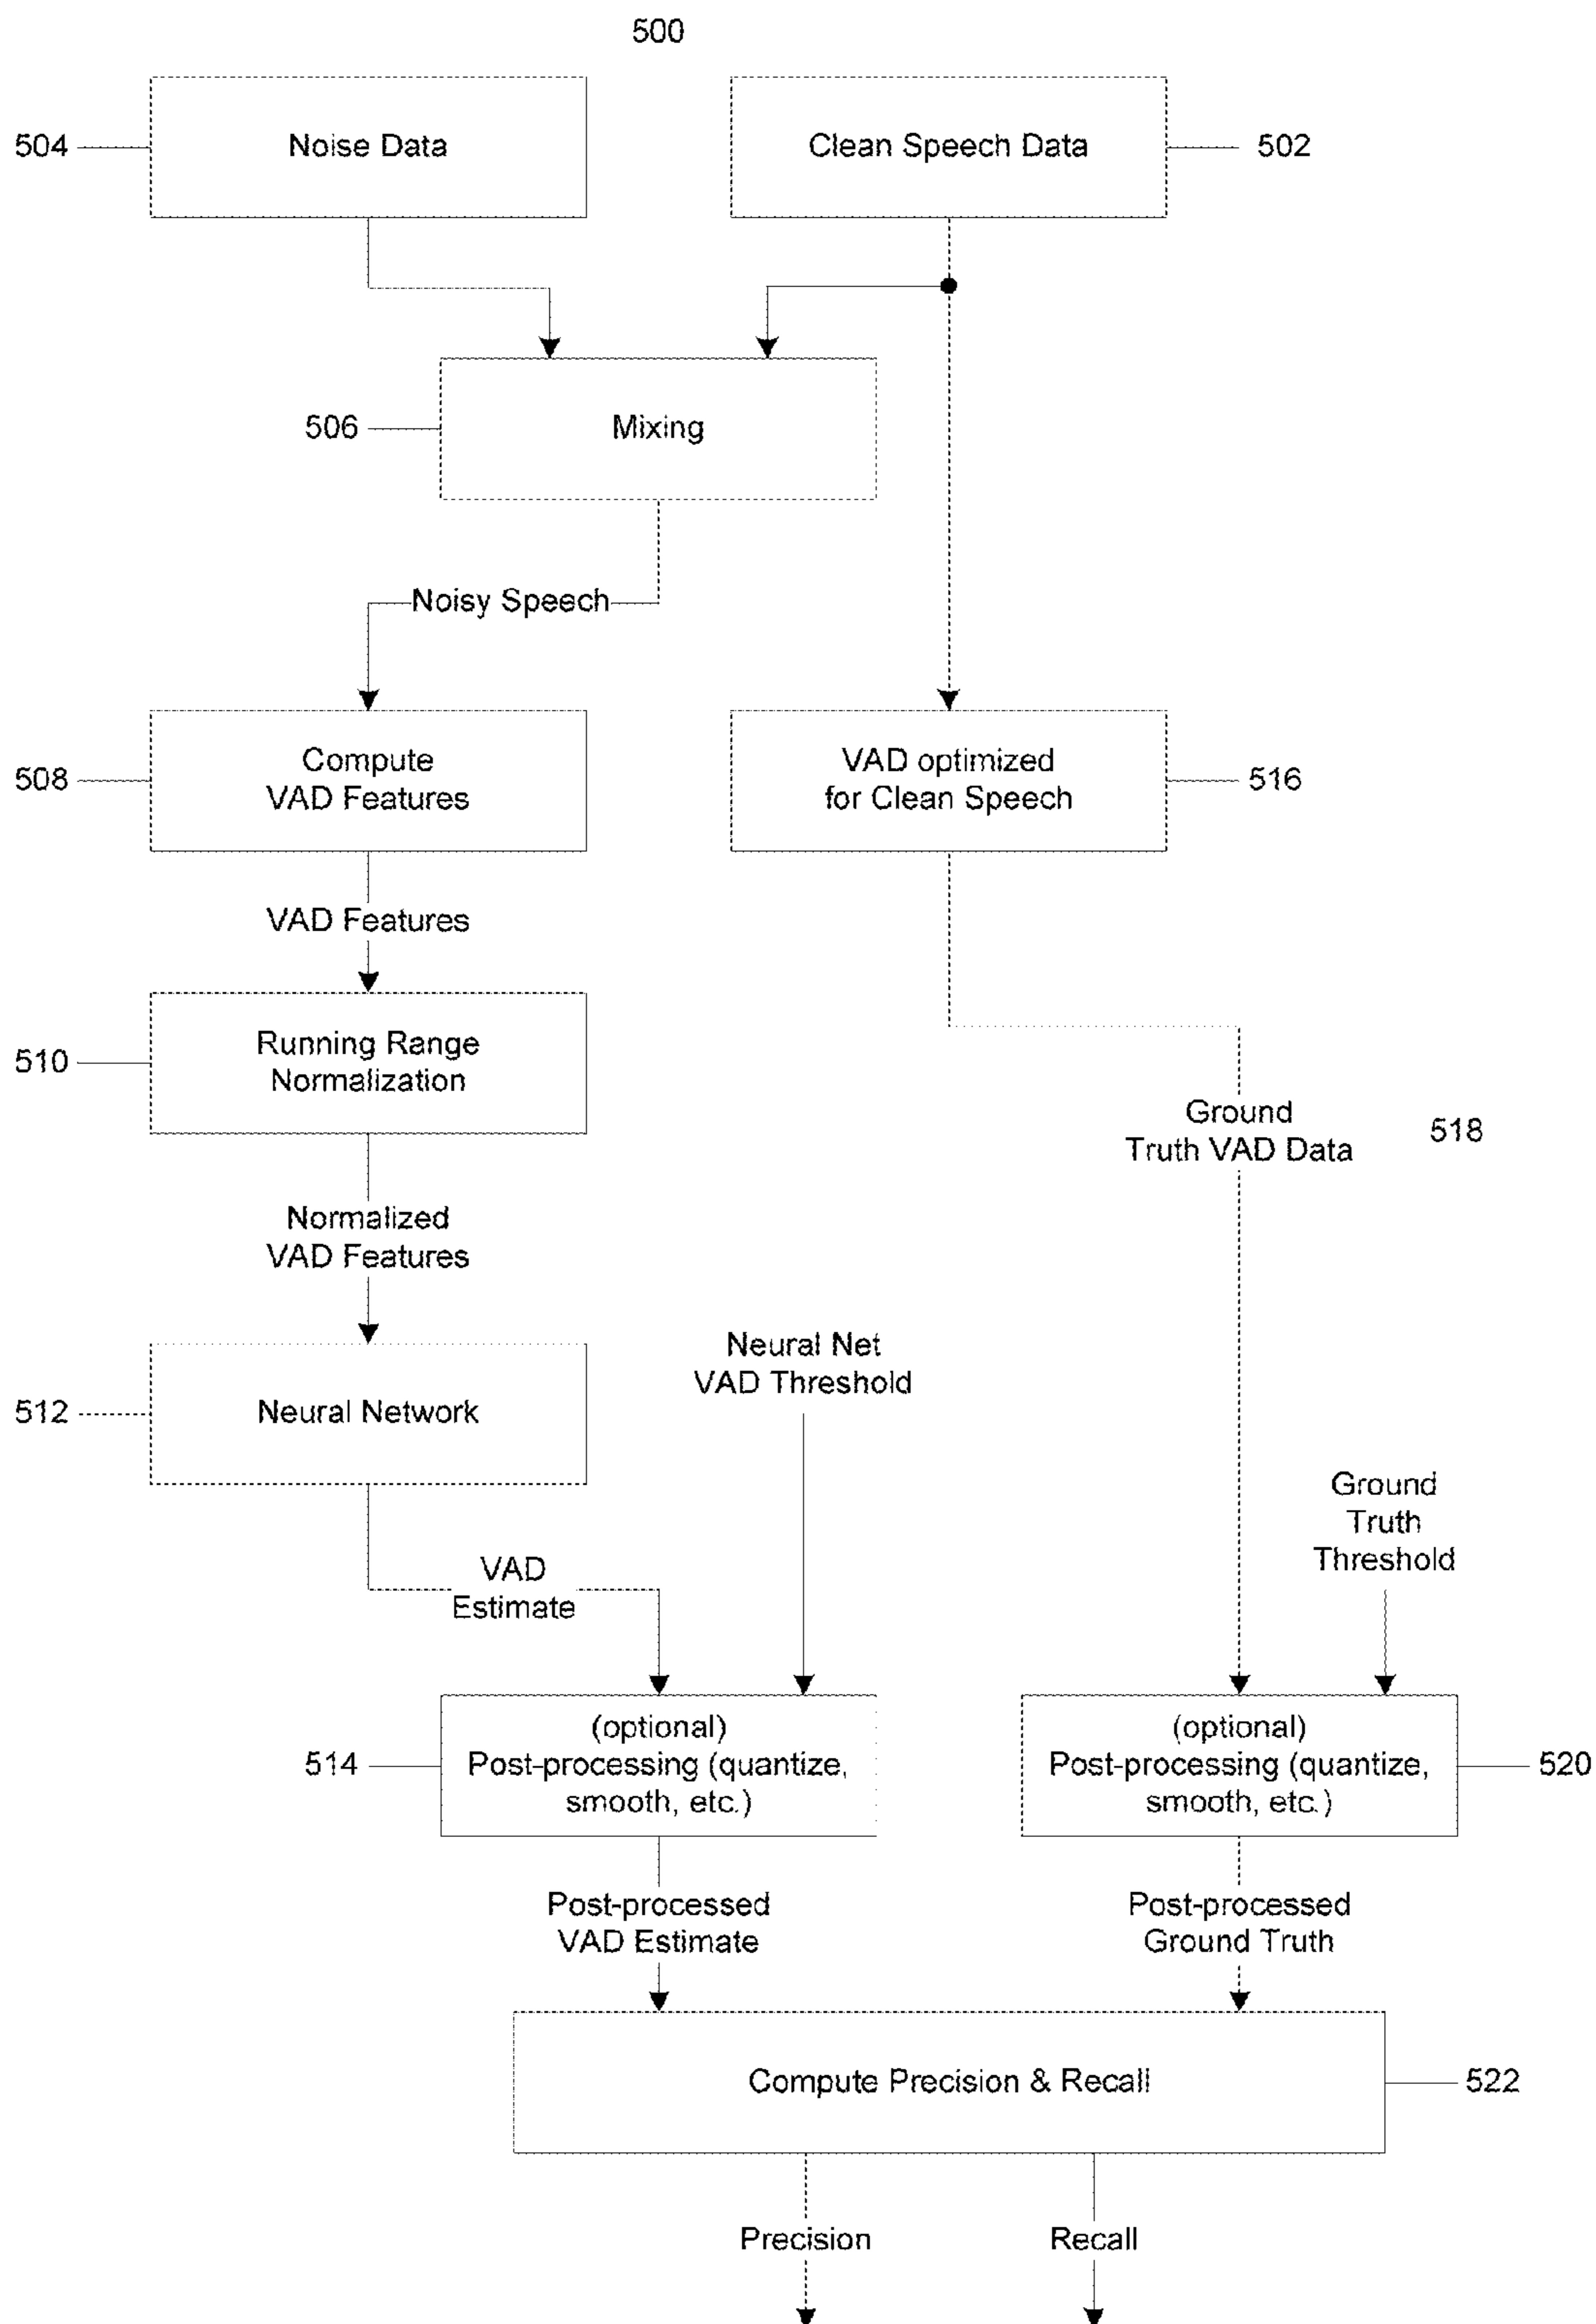 500
504
Noise Data
Clean Speech Data
502
506
Mixing
Noisy Speech
508
Compute
VAD Features
VAD optimized
for Clean Speech
516
VAD Features
510
Running Range
Normalization
Ground
Truth VAD Data
518
Normalized
VAD Features
Neural Net
VAD Threshold
512
Neural Network
Ground
Truth
Threshold
VAD
Estimate
514
(optional)
Post-processing (quantize,
smooth, etc.)
(optional)
Post-processing (quantize,
smooth, etc.)
520
Post-processed
VAD Estimate
Post-processed
Ground Truth
Compute Precision & Recall
522
Precision
Recall